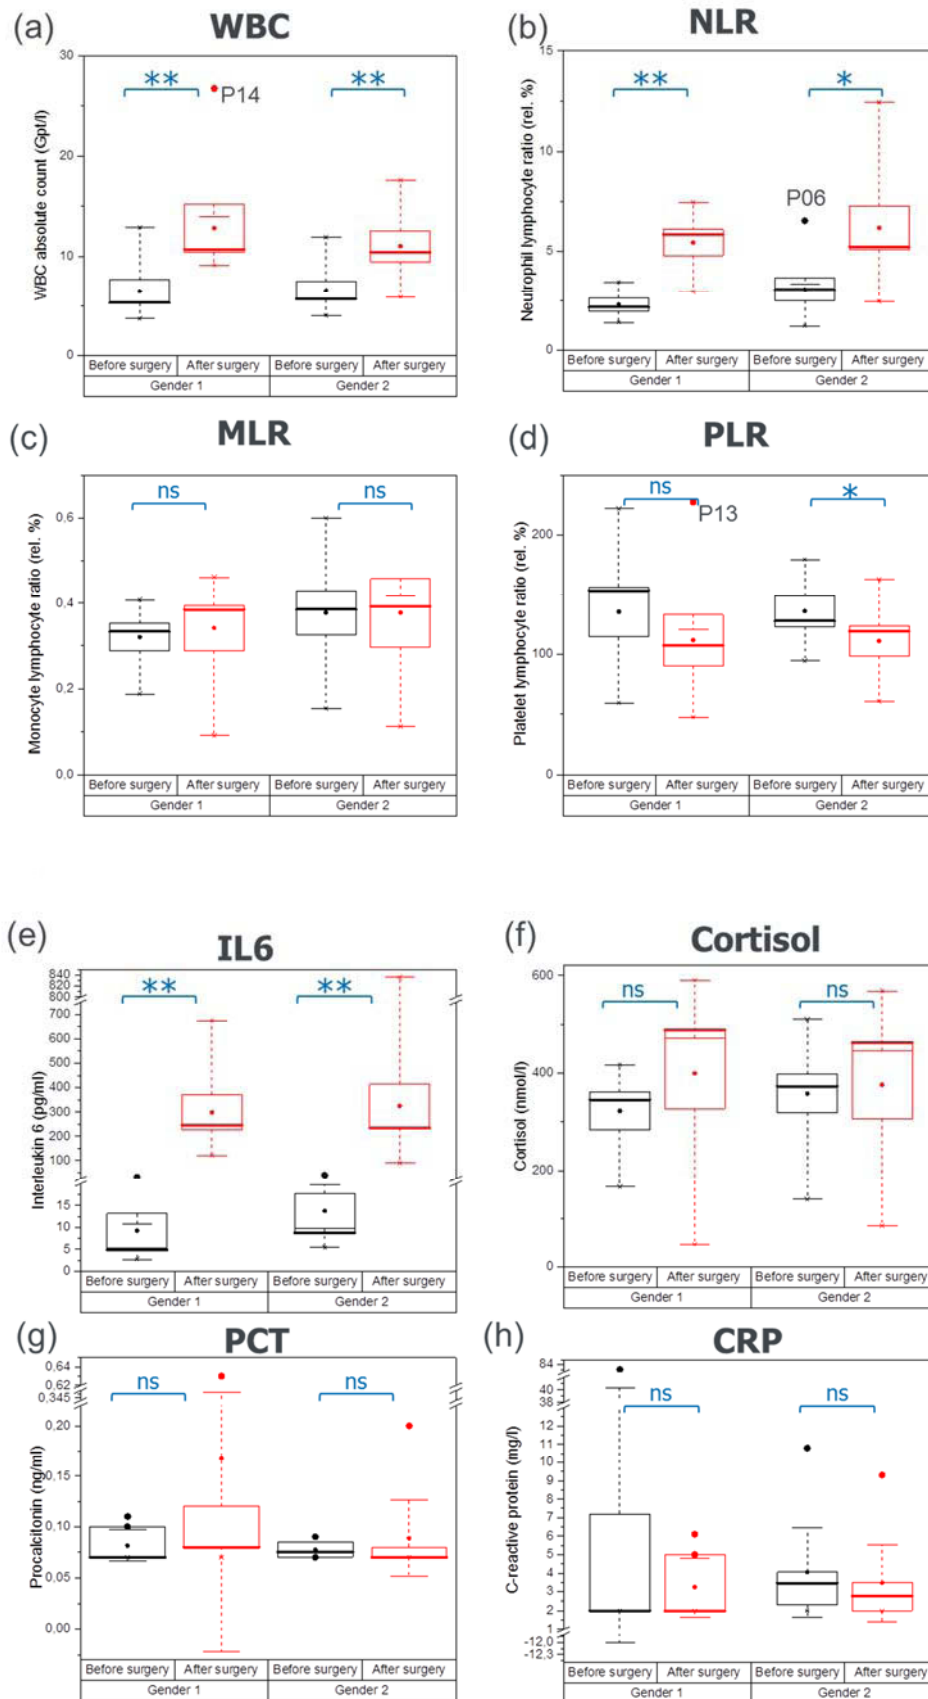 (a) WBC
WBC absolute count (Gpt/l)
30
20
10
0
** P14 **
Before surgery After surgery Before surgery After surgery
Gender 1 Gender 2
(b) NLR
Neutrophil lymphocyte ratio (rel. %)
15
10
5
0
** *
P06
Before surgery After surgery Before surgery After surgery
Gender 1 Gender 2
(c) MLR
Monocyte lymphocyte ratio (rel. %)
0,6
0,4
0,2
0,0
ns ns
Before surgery After surgery Before surgery After surgery
Gender 1 Gender 2
(d) PLR
Platelet lymphocyte ratio (rel. %)
200
100
0
ns *
P13
Before surgery After surgery Before surgery After surgery
Gender 1 Gender 2
(e) IL6
Interleukin 6 (pg/ml)
840
820
800
700
600
500
400
300
200
100
15
10
5
0
** **
Before surgery After surgery Before surgery After surgery
Gender 1 Gender 2
(f) Cortisol
Cortisol (nmol/l)
600
400
200
0
ns ns
Before surgery After surgery Before surgery After surgery
Gender 1 Gender 2
(g) PCT
Procalcitonin (ng/ml)
0,64
0,62
0,345
0,20
0,15
0,10
0,05
0,00
ns ns
Before surgery After surgery Before surgery After surgery
Gender 1 Gender 2
(h) CRP
C-reactive protein (mg/l)
84
40
38
12
11
10
9
8
7
6
5
4
3
2
1
-12,0
-12,3
ns ns
Before surgery After surgery Before surgery After surgery
Gender 1 Gender 2